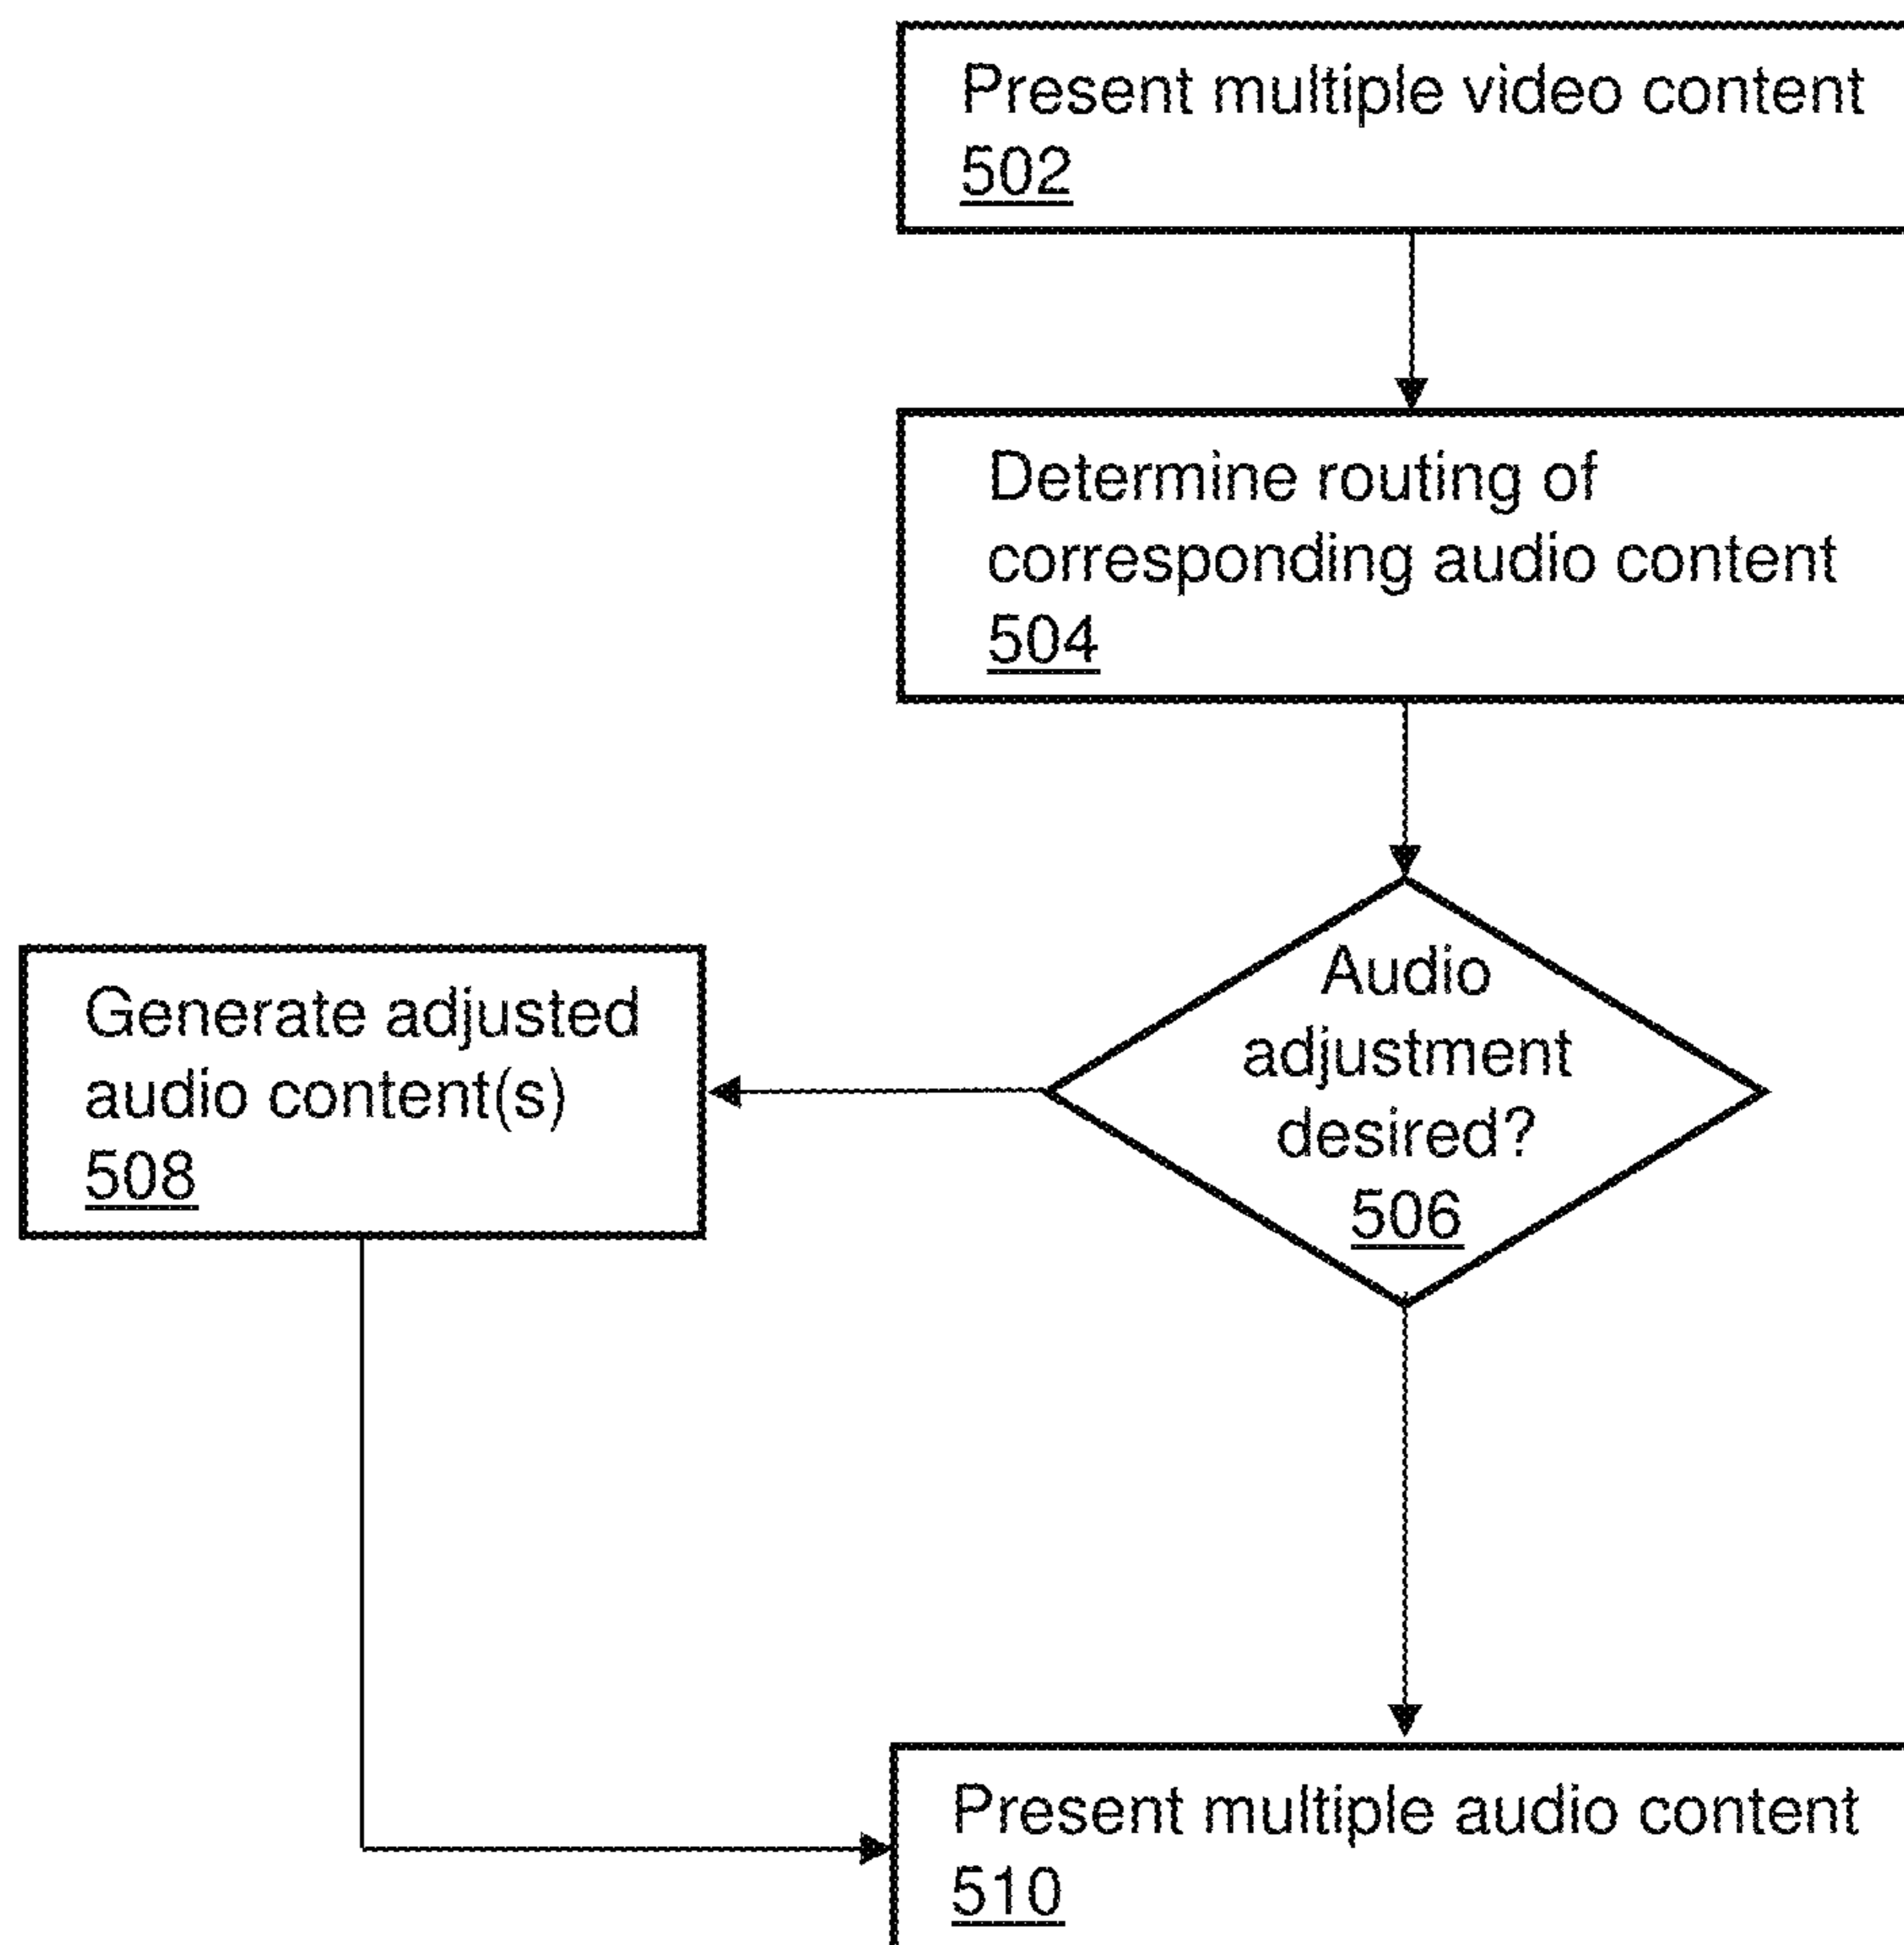 Present multiple video content
502
Determine routing of
corresponding audio content
504
Audio
adjustment
desired?
506
Generate adjusted
audio content(s)
508
Present multiple audio content
510